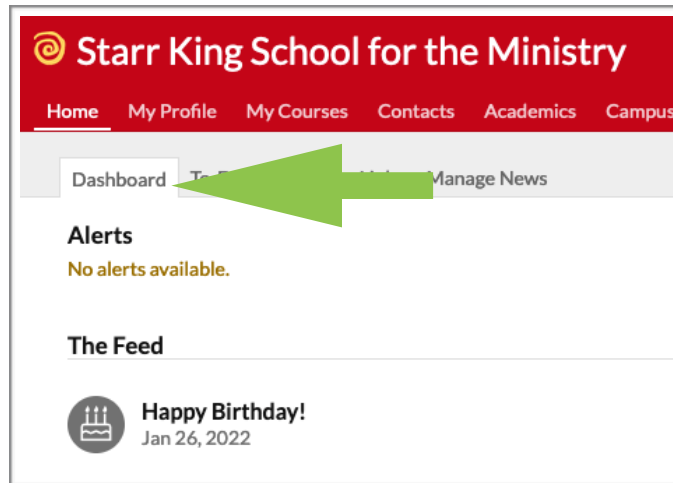 Starr King School for the Ministry
Home My Profile My Courses Contacts Academics Campus
Dashboard Manage News
Alerts
No alerts available.
The Feed
Happy Birthday!
Jan 26, 2022